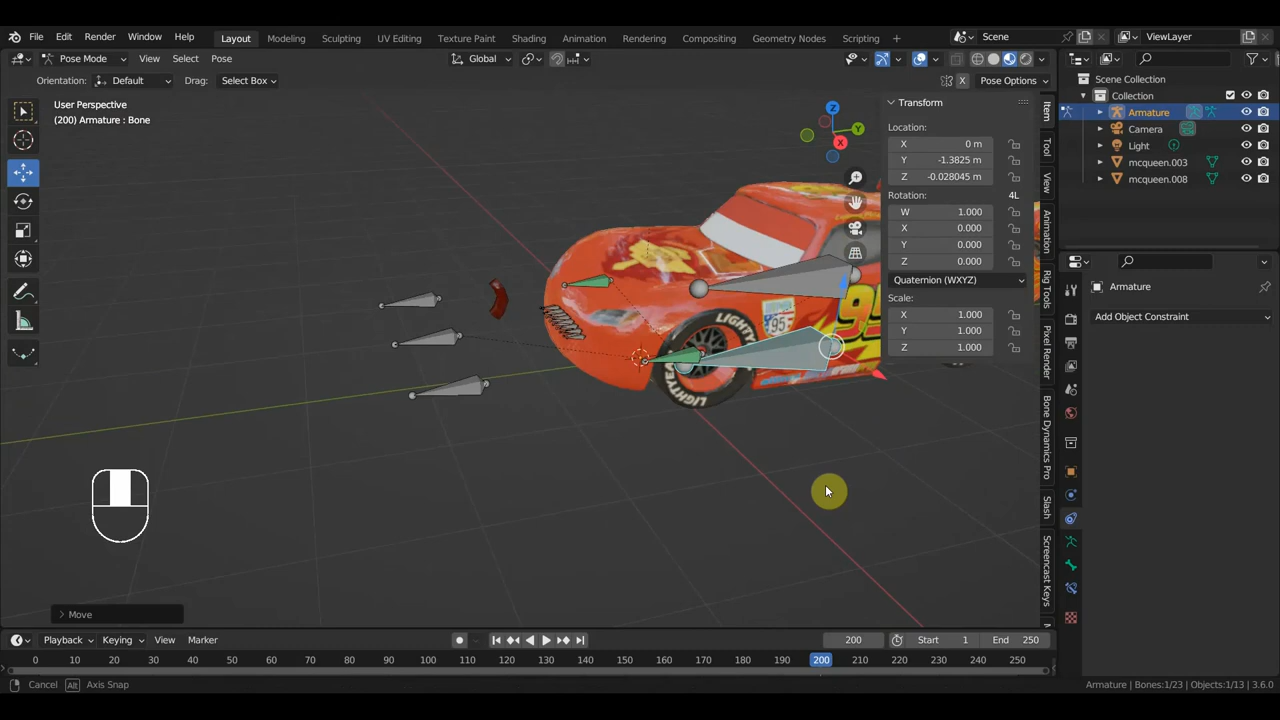 File Edit Render Window Help Layout Modeling Sculpting UV Editing Texture Paint Shading Animation Rendering Compositing Geometry Nodes Scripting + Scene ViewLayer
Pose Mode View Select Pose Global
Orientation: Default Drag: Select Box X Pose Options
User Perspective
(200) Armature : Bone
Z
Y
X
Transform
Location:
X 0 m
Y -1.3825 m
Z -0.028045 m
Rotation: 4L
W 1.000
X 0.000
Y 0.000
Z 0.000
Quaternion (WXYZ)
Scale:
X 1.000
Y 1.000
Z 1.000
Item
Tool
View
Animation
Rig Tools
Pixel Render
Bone Dynamics Pro
Slash
Screencast Keys
Scene Collection
Collection
Armature
Camera
Light
mcqueen.003
mcqueen.008
Armature
Add Object Constraint
LIGHTYEAR
95
95
LIGHTYEAR
Move
Playback Keying View Marker 200 Start 1 End 250
0 10 20 30 40 50 60 70 80 90 100 110 120 130 140 150 160 170 180 190 200 210 220 230 240 250
Cancel Alt Axis Snap Armature | Bones:1/23 | Objects:1/13 | 3.6.0